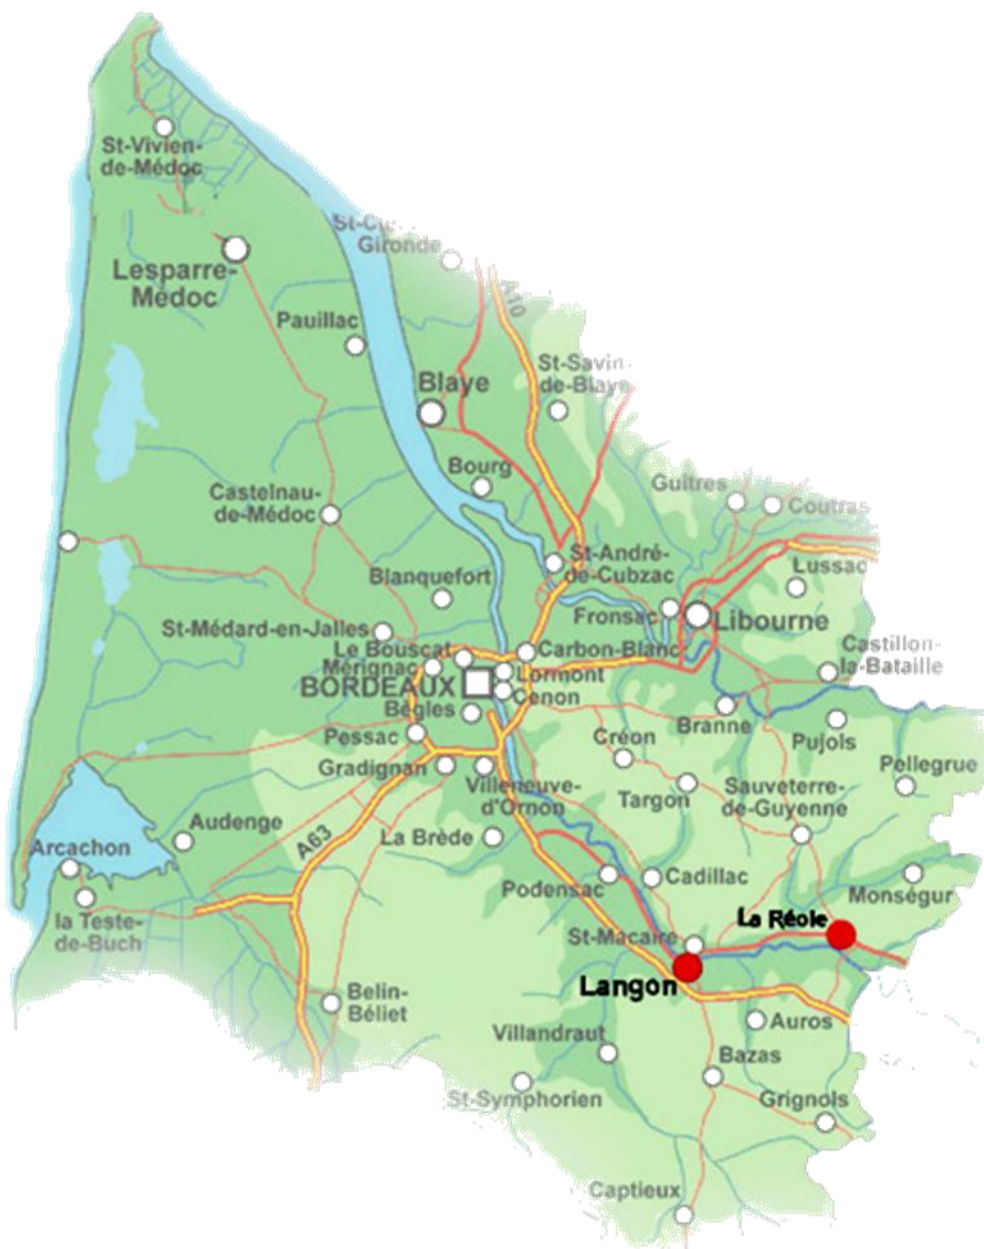 St-Vivien-
de-Médoc
Gironde
Lesparre-
Médoc
A10
Pauillac
St-Savin-
de-Blaye
Blaye
Bourg
Guîtres
Coutras
Castelnau-
de-Médoc
St-André-
de-Cubzac
Lussac
Blanquefort
Fronsac
Libourne
St-Médard-en-Jalles
Le Bouscat
Carbon-Blanc
Castillon-
la-Bataille
Mérignac
Lormont
BORDEAUX
Cenon
Bègles
Branne
Pessac
Créon
Pujols
Gradignan
Villeneuve-
d'Ornon
Pellegrue
Targon
Sauveterre-
de-Guyenne
Audenge
A63
La Brède
Arcachon
Cadillac
Podensac
Monségur
la Teste-
de-Buch
La Réole
St-Macaire
Langon
Belin-
Béliet
Auros
Villandraut
Bazas
St-Symphorien
Grignols
Captieux